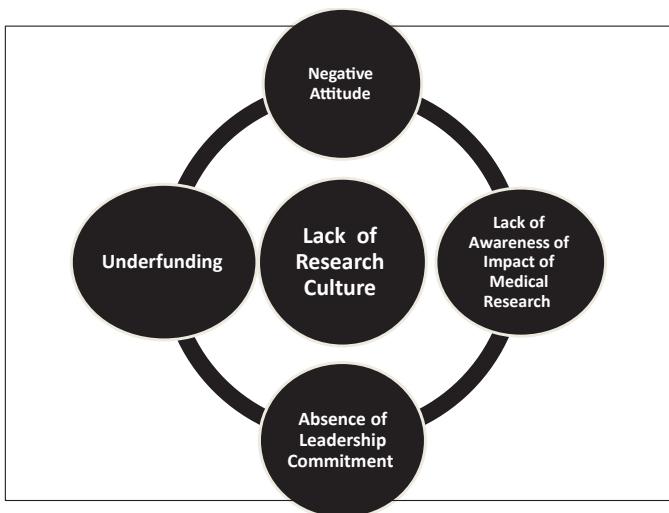 Negative
Attitude
Underfunding
Lack of
Research
Culture
Lack of
Awareness of
Impact of
Medical
Research
Absence of
Leadership
Commitment